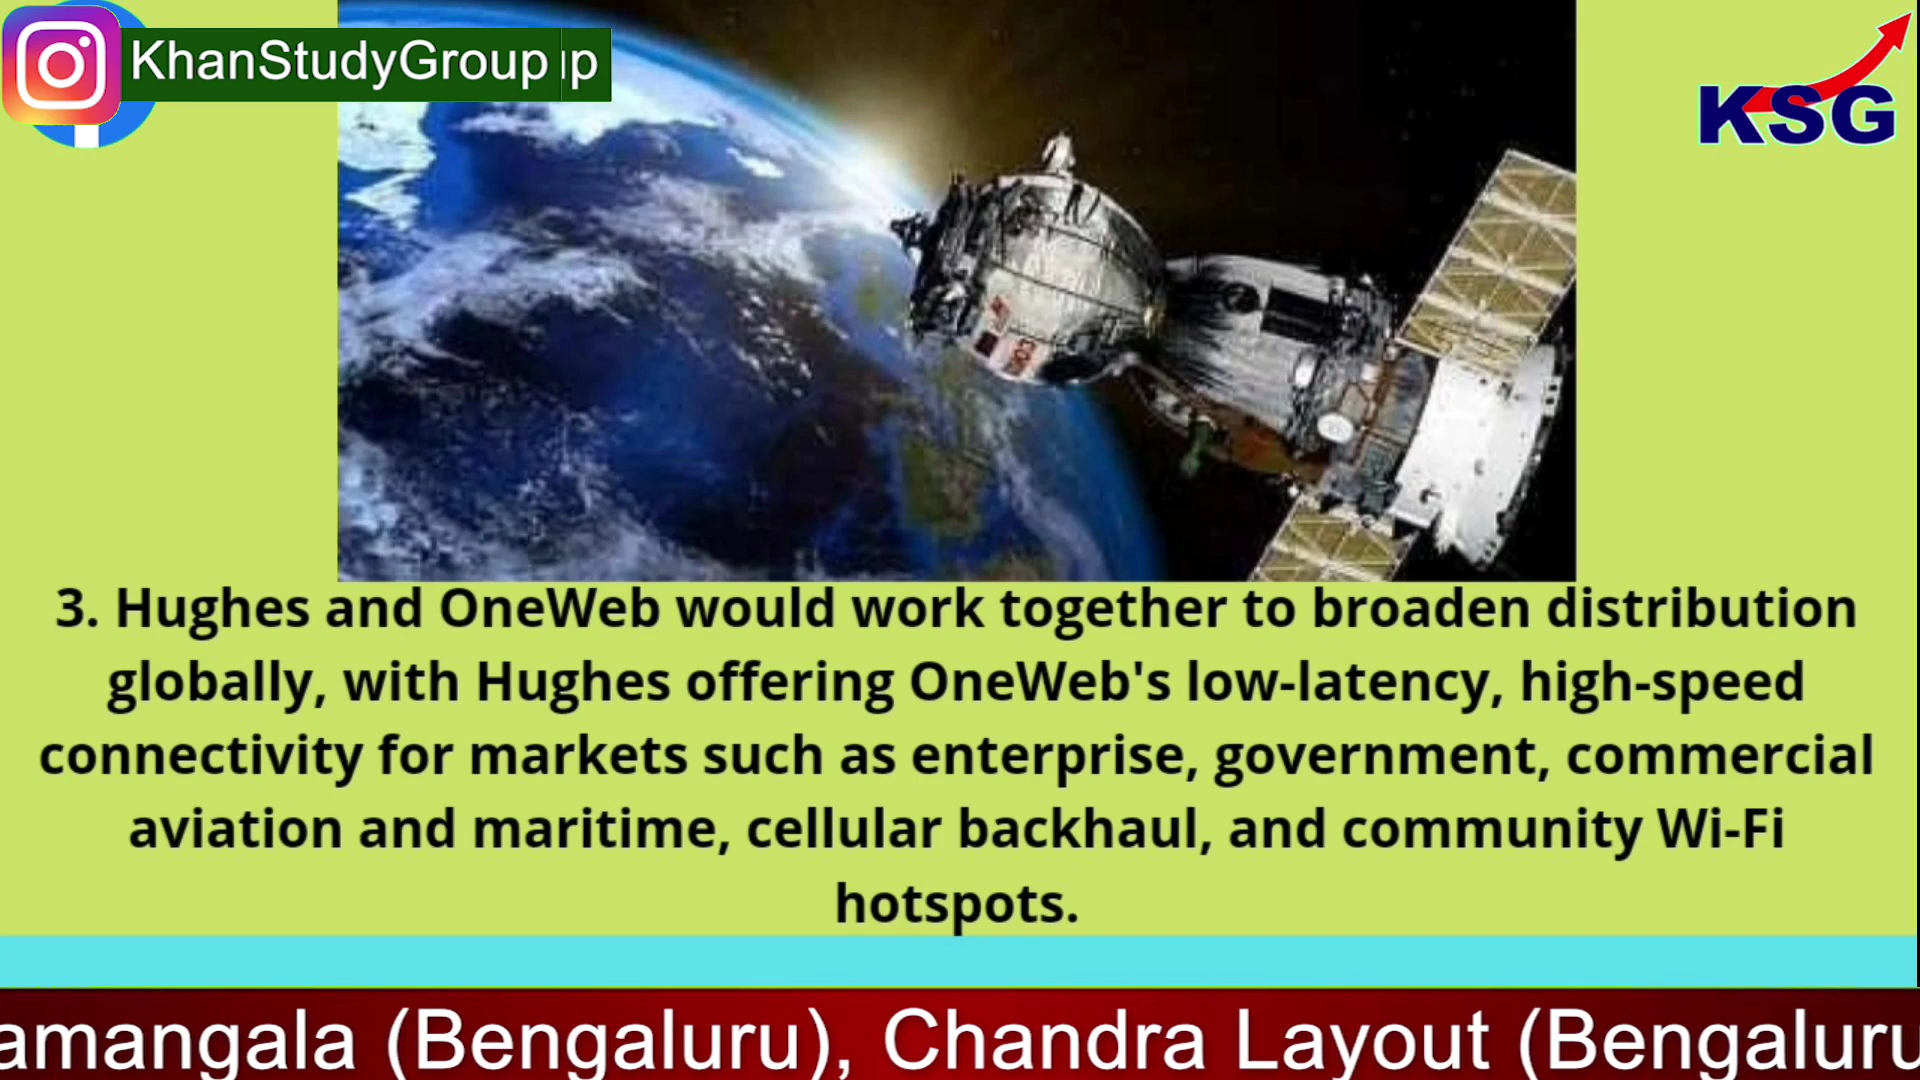 KhanStudyGroup
KSG
3. Hughes and OneWeb would work together to broaden distribution
globally, with Hughes offering OneWeb's low-latency, high-speed
connectivity for markets such as enterprise, government, commercial
aviation and maritime, cellular backhaul, and community Wi-Fi
hotspots.
amangala (Bengaluru), Chandra Layout (Bengaluru